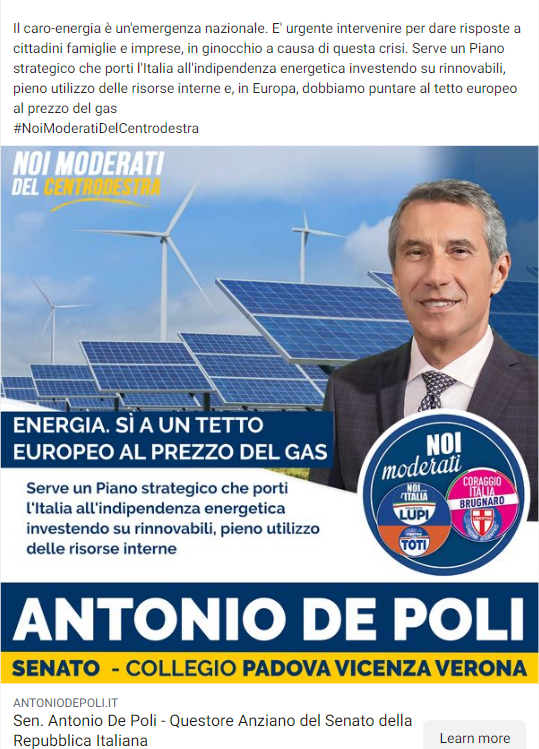 Il caro-energia è un'emergenza nazionale. E' urgente intervenire per dare risposte a
cittadini famiglie e imprese, in ginocchio a causa di questa crisi. Serve un Piano
strategico che porti l'Italia all'indipendenza energetica investendo su rinnovabili,
pieno utilizzo delle risorse interne e, in Europa, dobbiamo puntare al tetto europeo
al prezzo del gas
#NoiModeratiDelCentrodestra
NOI MODERATI
DEL CENTRODESTRA
ENERGIA. SÌ A UN TETTO
EUROPEO AL PREZZO DEL GAS
Serve un Piano strategico che porti
l'Italia all'indipendenza energetica
investendo su rinnovabili, pieno utilizzo
delle risorse interne
NOI
moderati
NOI
L'ITALIA
LUPI
TOTI
CORAGGIO
ITALIA
BRUGNARO
ANTONIO DE POLI
SENATO - COLLEGIO PADOVA VICENZA VERONA
ANTONIODEPOLI.IT
Sen. Antonio De Poli - Questore Anziano del Senato della
Repubblica Italiana
Learn more